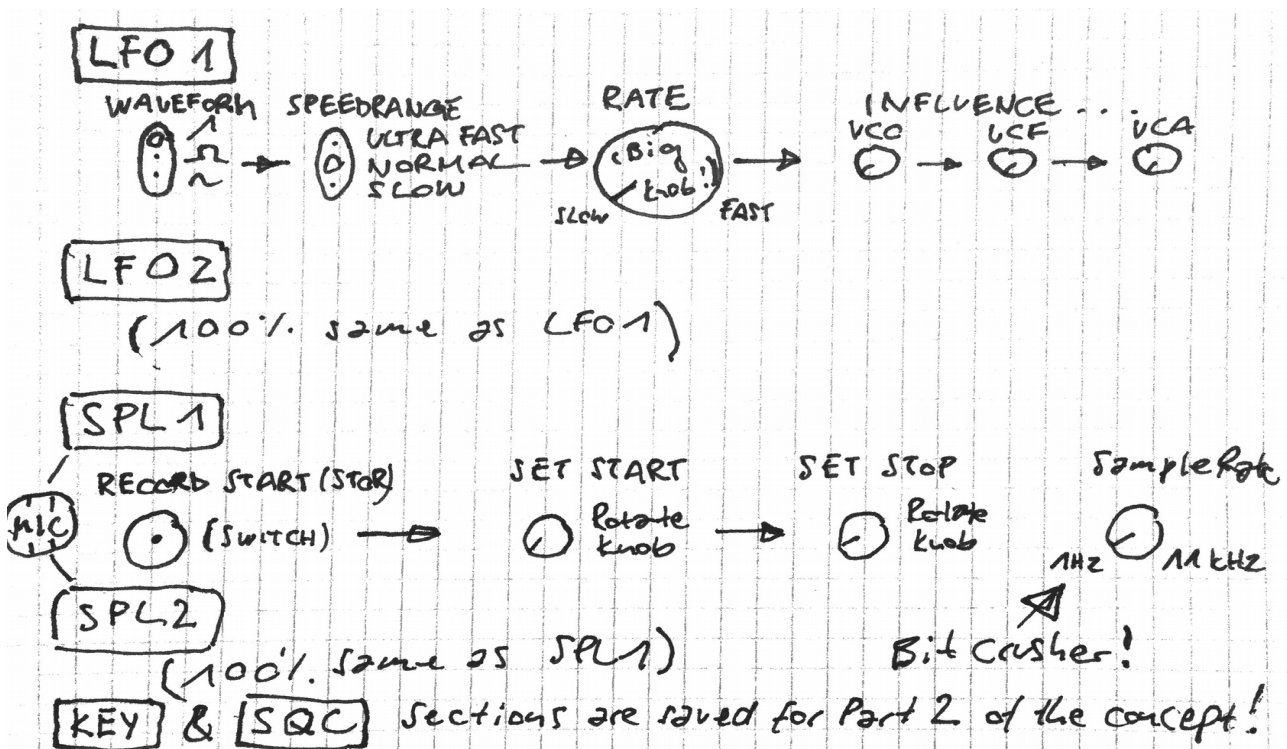 LFO 1
WAVEFORM SPEEDRANGE RATE INFLUENCE ....
ULTRA FAST
NORMAL
SLOW
(Big
knob!)
SLOW FAST
VCO VCF VCA
LFO2
(100% same as LFO1)
SPL 1
MIC
RECORD START (STOP) SET START SET STOP SampleRate
(SWITCH) Rotate knob Rotate knob 1HZ 11 kHZ
SPL2
(100% same as SPL1) Bit Crusher!
KEY & SQC sections are saved for Part 2 of the concept!